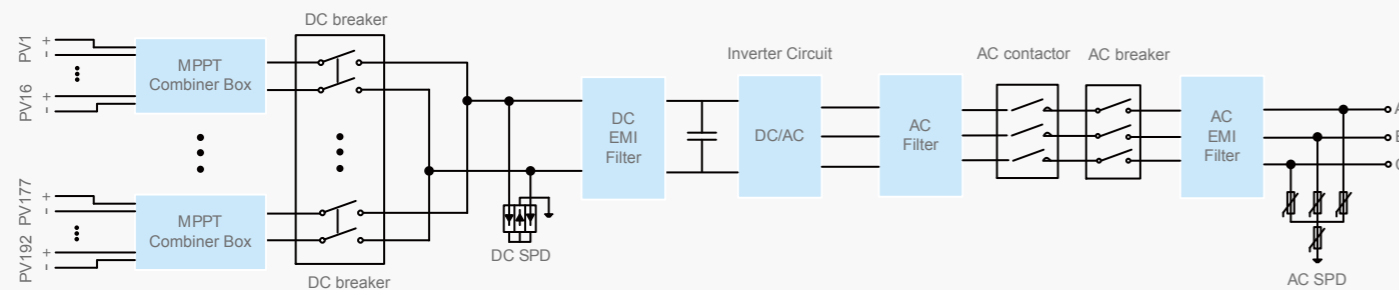 DC breaker
PV1
+
-
PV16
+
-
MPPT
Combiner Box
PV177
+
-
PV192
+
-
MPPT
Combiner Box
DC breaker
DC SPD
DC
EMI
Filter
Inverter Circuit
DC/AC
AC
Filter
AC contactor
AC breaker
AC
EMI
Filter
A
AC SPD